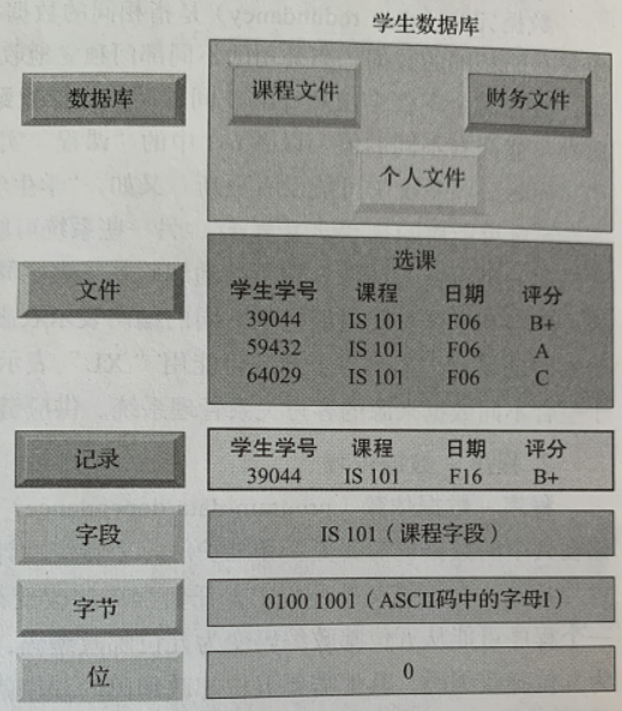 学生数据库
数据库
课程文件
财务文件
个人文件
文件
选课
学生学号 课程 日期 评分
39044 IS 101 F06 B+
59432 IS 101 F06 A
64029 IS 101 F06 C
记录
学生学号 课程 日期 评分
39044 IS 101 F16 B+
字段
IS 101（课程字段）
字节
0100 1001（ASCII码中的字母I）
位
0